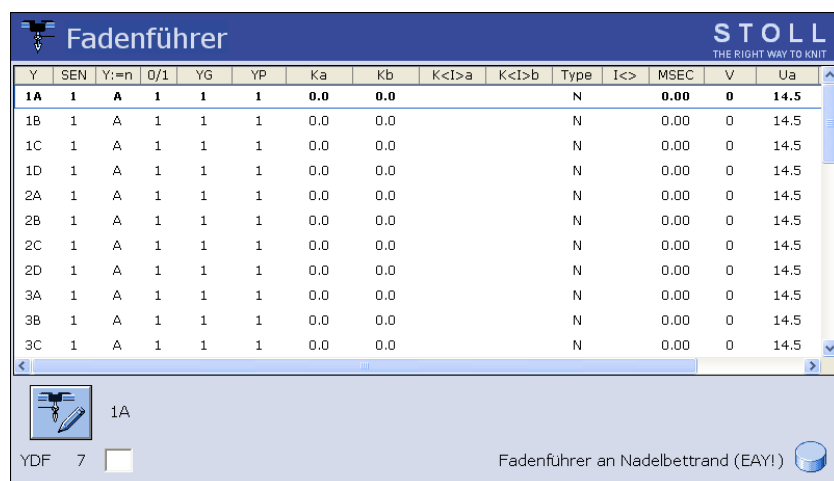 Fadenführer
STOLL
THE RIGHT WAY TO KNIT
Y SEN Y:=n 0/1 YG YP Ka Kb K<I>a K<I>b Type I<> MSEC V Ua
1A 1 A 1 1 1 0.0 0.0 N 0.00 0 14.5
1B 1 A 1 1 1 0.0 0.0 N 0.00 0 14.5
1C 1 A 1 1 1 0.0 0.0 N 0.00 0 14.5
1D 1 A 1 1 1 0.0 0.0 N 0.00 0 14.5
2A 1 A 1 1 1 0.0 0.0 N 0.00 0 14.5
2B 1 A 1 1 1 0.0 0.0 N 0.00 0 14.5
2C 1 A 1 1 1 0.0 0.0 N 0.00 0 14.5
2D 1 A 1 1 1 0.0 0.0 N 0.00 0 14.5
3A 1 A 1 1 1 0.0 0.0 N 0.00 0 14.5
3B 1 A 1 1 1 0.0 0.0 N 0.00 0 14.5
3C 1 A 1 1 1 0.0 0.0 N 0.00 0 14.5
1A
YDF 7
Fadenführer an Nadelbettrand (EAY!)